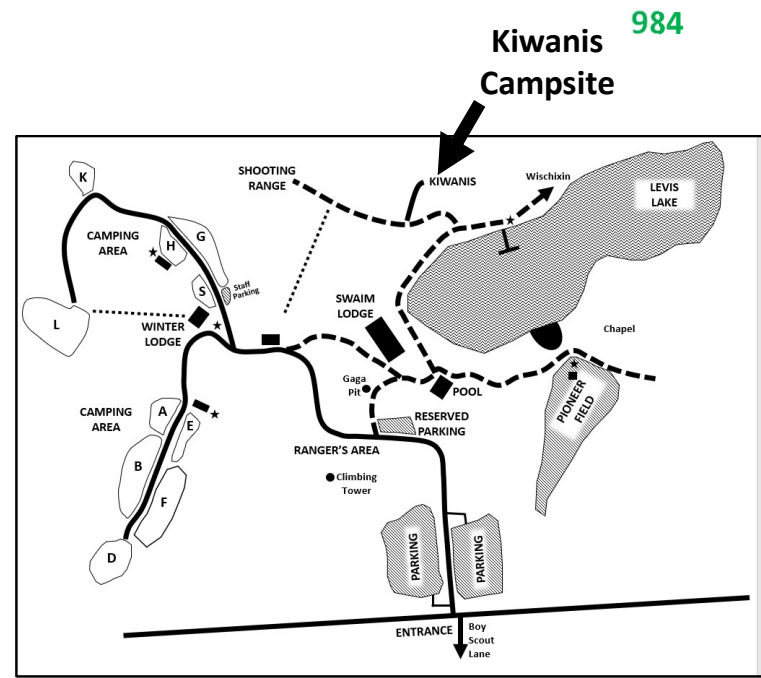 984
Kiwanis
Campsite
K
SHOOTING
RANGE
KIWANIS
Wischixin
LEVIS
LAKE
CAMPING
AREA
H
G
S
Staff
Parking
L
WINTER
LODGE
SWAIM
LODGE
Chapel
Gaga
Pit
POOL
PIONEER
FIELD
CAMPING
AREA
A
E
RESERVED
PARKING
RANGER'S AREA
B
F
Climbing
Tower
D
PARKING
PARKING
ENTRANCE
Boy
Scout
Lane